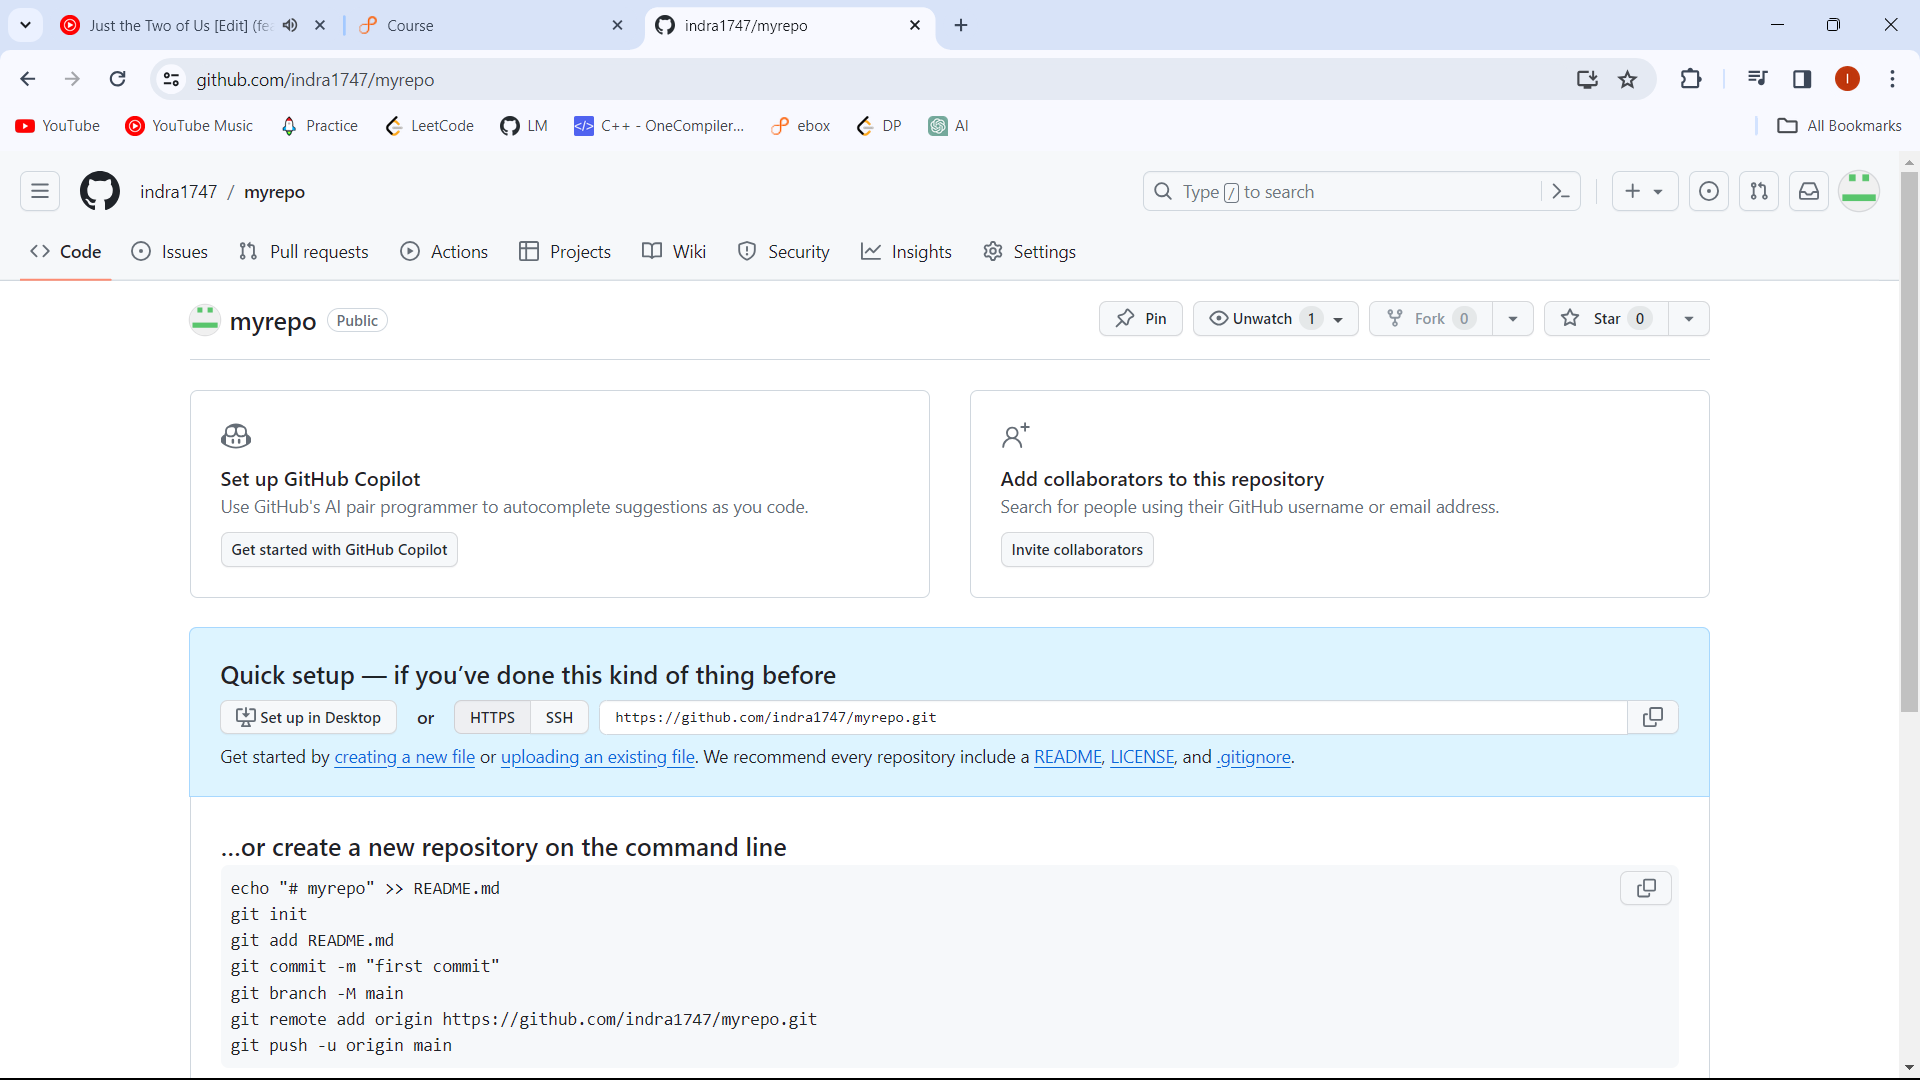 Just the Two of Us [Edit] (fea
Course
indra1747/myrepo
github.com/indra1747/myrepo
I
YouTube
YouTube Music
Practice
LeetCode
LM
C++ - OneCompiler...
ebox
DP
AI
All Bookmarks
indra1747 / myrepo
Type / to search
Code
Issues
Pull requests
Actions
Projects
Wiki
Security
Insights
Settings
myrepo Public
Pin
Unwatch 1
Fork 0
Star 0
Set up GitHub Copilot
Use GitHub's AI pair programmer to autocomplete suggestions as you code.
Get started with GitHub Copilot
Add collaborators to this repository
Search for people using their GitHub username or email address.
Invite collaborators
Quick setup — if you’ve done this kind of thing before
Set up in Desktop or HTTPS SSH https://github.com/indra1747/myrepo.git
Get started by creating a new file or uploading an existing file. We recommend every repository include a README, LICENSE, and .gitignore.
…or create a new repository on the command line
echo "# myrepo" >> README.md
git init
git add README.md
git commit -m "first commit"
git branch -M main
git remote add origin https://github.com/indra1747/myrepo.git
git push -u origin main